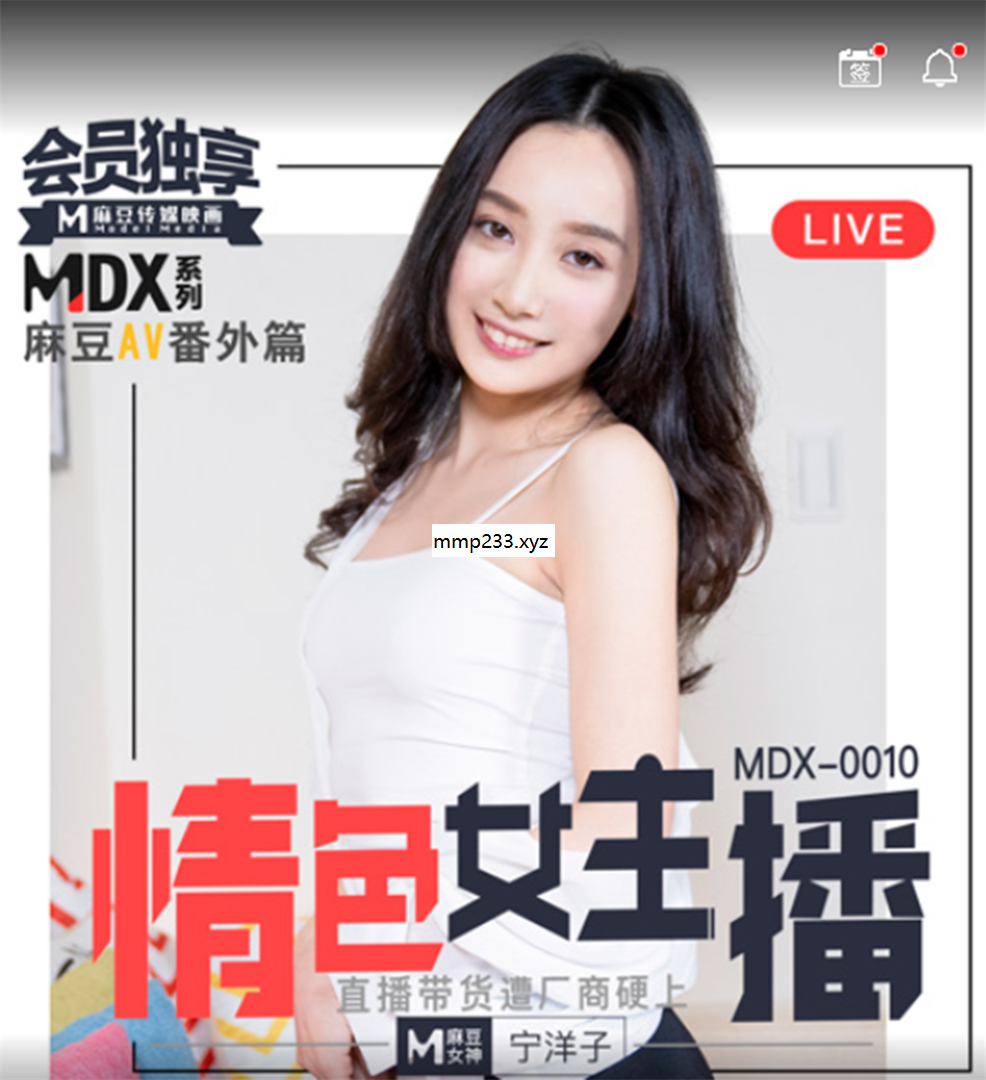 签
会员独享
M 麻豆传媒映画
Model Media
LIVE
MDX系列
麻豆AV番外篇
mmp233.xyz
MDX-0010
情色女主播
直播带货遭厂商硬上
M 麻豆女神 宁洋子